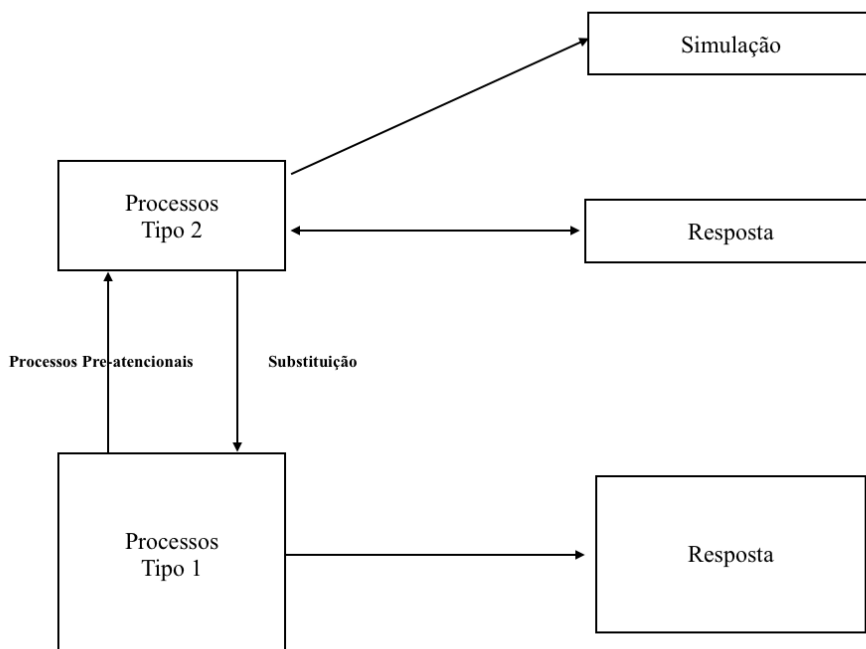 Simulação
Processos
Tipo 2
Resposta
Processos Pre-atencionais
Substituição
Processos
Tipo 1
Resposta